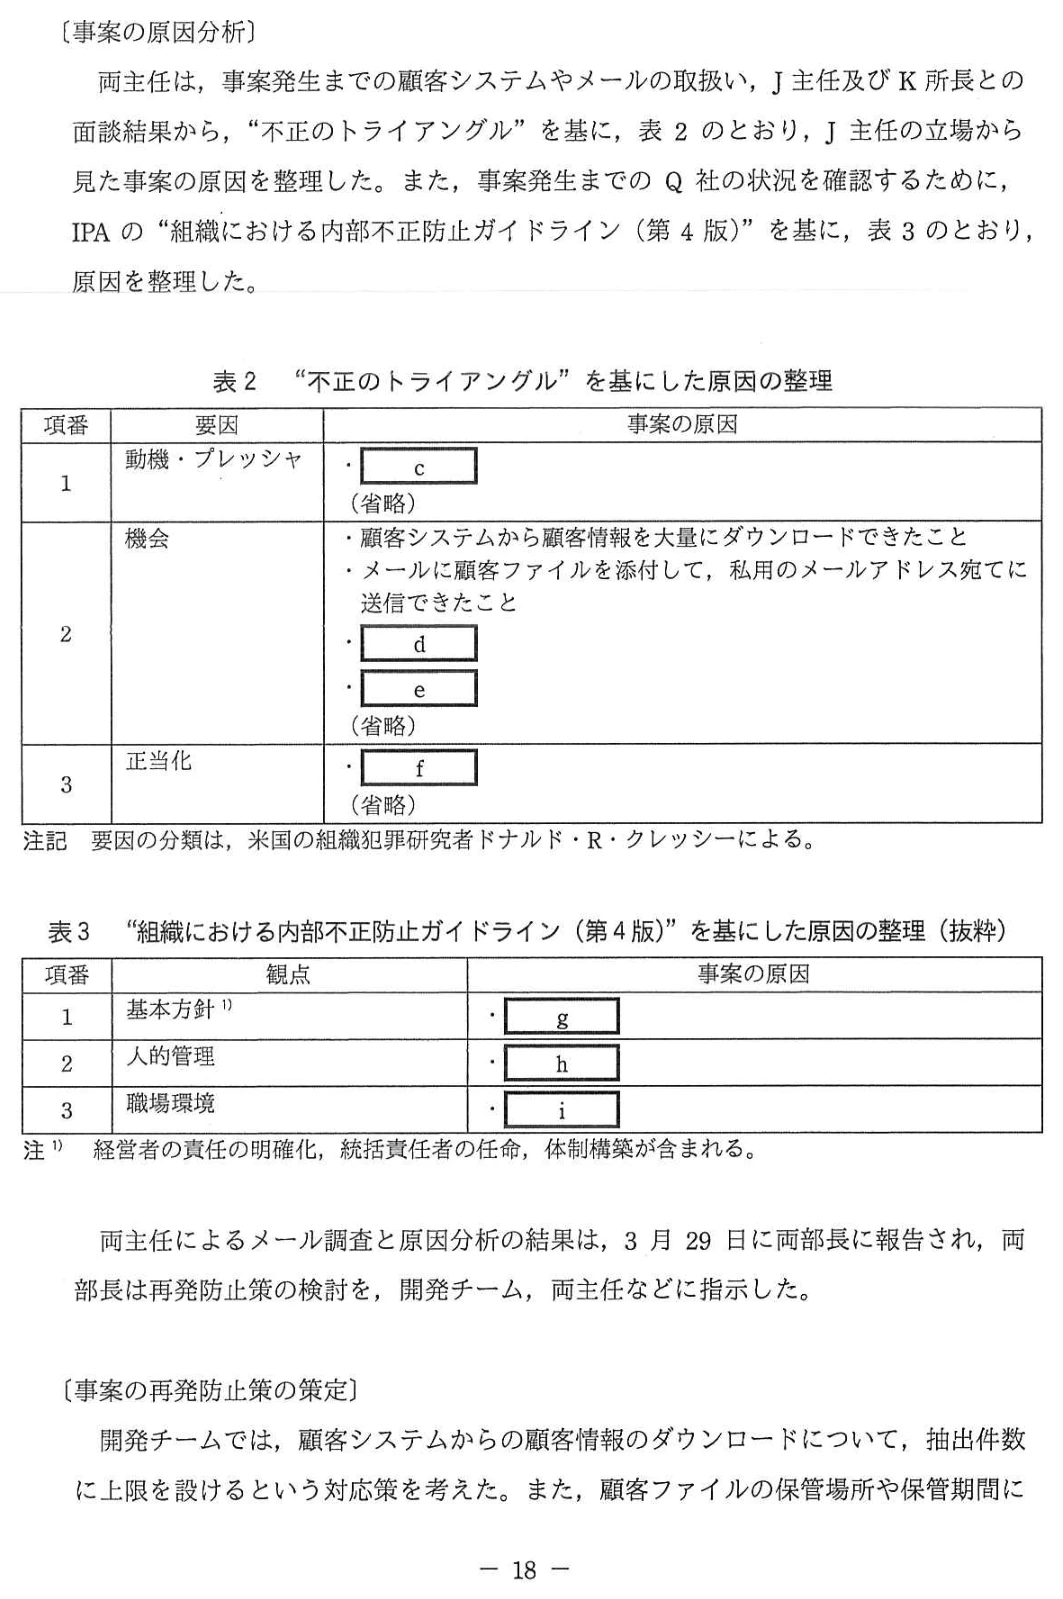 〔事案の原因分析〕
両主任は，事案発生までの顧客システムやメールの取扱い，J 主任及び K 所長との
面談結果から，“不正のトライアングル” を基に，表 2 のとおり，J 主任の立場から
見た事案の原因を整理した。また，事案発生までの Q 社の状況を確認するために，
IPA の “組織における内部不正防止ガイドライン（第 4 版）” を基に，表 3 のとおり，
原因を整理した。
表 2 “不正のトライアングル” を基にした原因の整理
項番 要因 事案の原因
1 動機・プレッシャ ・ c
（省略）
2 機会 ・顧客システムから顧客情報を大量にダウンロードできたこと
・メールに顧客ファイルを添付して，私用のメールアドレス宛てに
送信できたこと
・ d
・ e
（省略）
3 正当化 ・ f
（省略）
注記 要因の分類は，米国の組織犯罪研究者ドナルド・R・クレッシーによる。
表 3 “組織における内部不正防止ガイドライン（第 4 版）” を基にした原因の整理（抜粋）
項番 観点 事案の原因
1 基本方針 1) ・ g
2 人的管理 ・ h
3 職場環境 ・ i
注 1) 経営者の責任の明確化，統括責任者の任命，体制構築が含まれる。
両主任によるメール調査と原因分析の結果は，3 月 29 日に両部長に報告され，両
部長は再発防止策の検討を，開発チーム，両主任などに指示した。
〔事案の再発防止策の策定〕
開発チームでは，顧客システムからの顧客情報のダウンロードについて，抽出件数
に上限を設けるという対応策を考えた。また，顧客ファイルの保管場所や保管期間に
－ 18 －